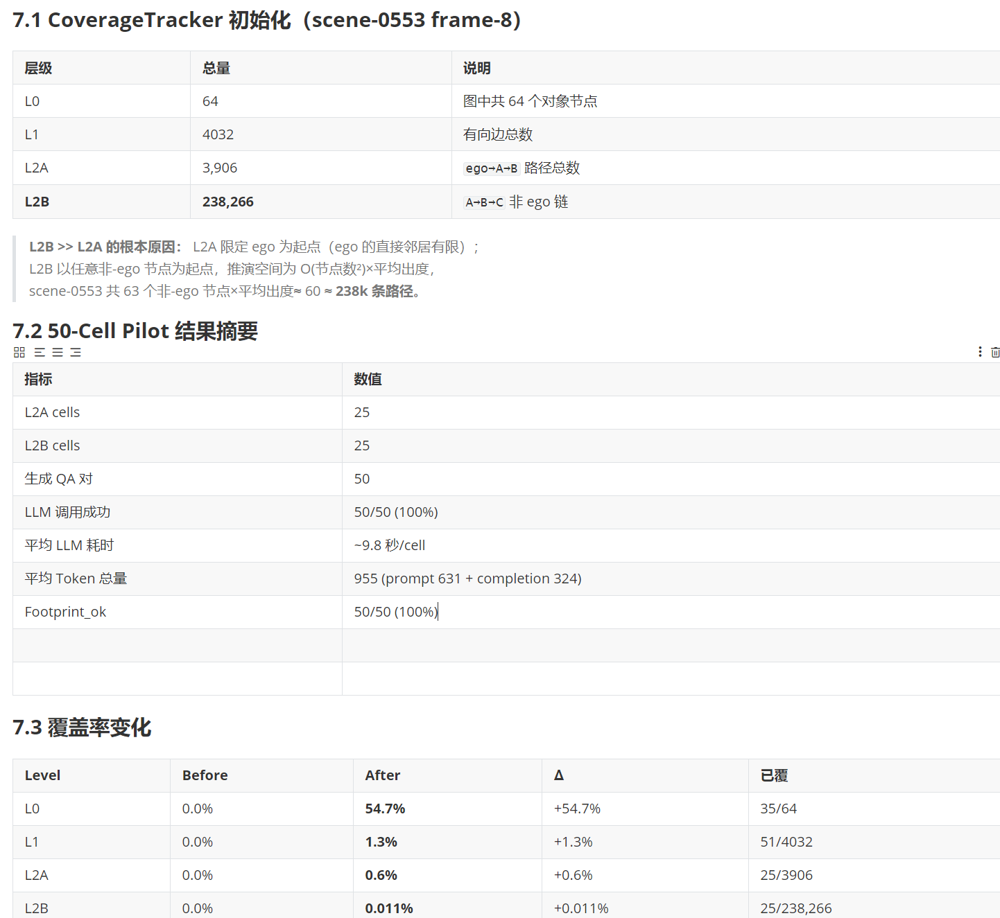 7.1 CoverageTracker 初始化（scene-0553 frame-8）
层级 总量 说明
L0 64 图中共 64 个对象节点
L1 4032 有向边总数
L2A 3,906 ego→A→B 路径总数
L2B 238,266 A→B→C 非 ego 链
L2B >> L2A 的根本原因： L2A 限定 ego 为起点（ego 的直接邻居有限）；
L2B 以任意非-ego 节点为起点，推演空间为 O(节点数²)×平均出度，
scene-0553 共 63 个非-ego 节点×平均出度≈ 60 ≈ 238k 条路径。
7.2 50-Cell Pilot 结果摘要
指标 数值
L2A cells 25
L2B cells 25
生成 QA 对 50
LLM 调用成功 50/50 (100%)
平均 LLM 耗时 ~9.8 秒/cell
平均 Token 总量 955 (prompt 631 + completion 324)
Footprint_ok 50/50 (100%)
7.3 覆盖率变化
Level Before After Δ 已覆
L0 0.0% 54.7% +54.7% 35/64
L1 0.0% 1.3% +1.3% 51/4032
L2A 0.0% 0.6% +0.6% 25/3906
L2B 0.0% 0.011% +0.011% 25/238,266